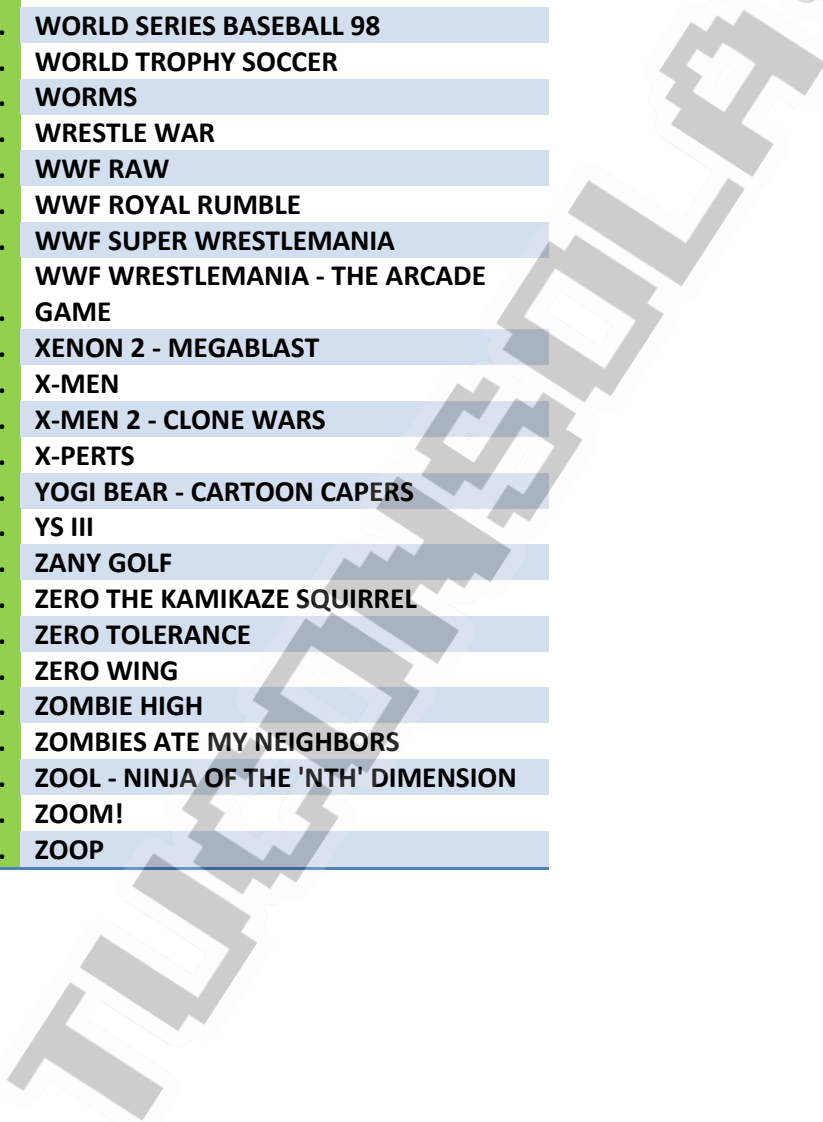 . WORLD SERIES BASEBALL 98
. WORLD TROPHY SOCCER
. WORMS
. WRESTLE WAR
. WWF RAW
. WWF ROYAL RUMBLE
. WWF SUPER WRESTLEMANIA
WWF WRESTLEMANIA - THE ARCADE
. GAME
. XENON 2 - MEGABLAST
. X-MEN
. X-MEN 2 - CLONE WARS
. X-PERTS
. YOGI BEAR - CARTOON CAPERS
. YS III
. ZANY GOLF
. ZERO THE KAMIKAZE SQUIRREL
. ZERO TOLERANCE
. ZERO WING
. ZOMBIE HIGH
. ZOMBIES ATE MY NEIGHBORS
. ZOOL - NINJA OF THE 'NTH' DIMENSION
. ZOOM!
. ZOOP
TUCONSOLA